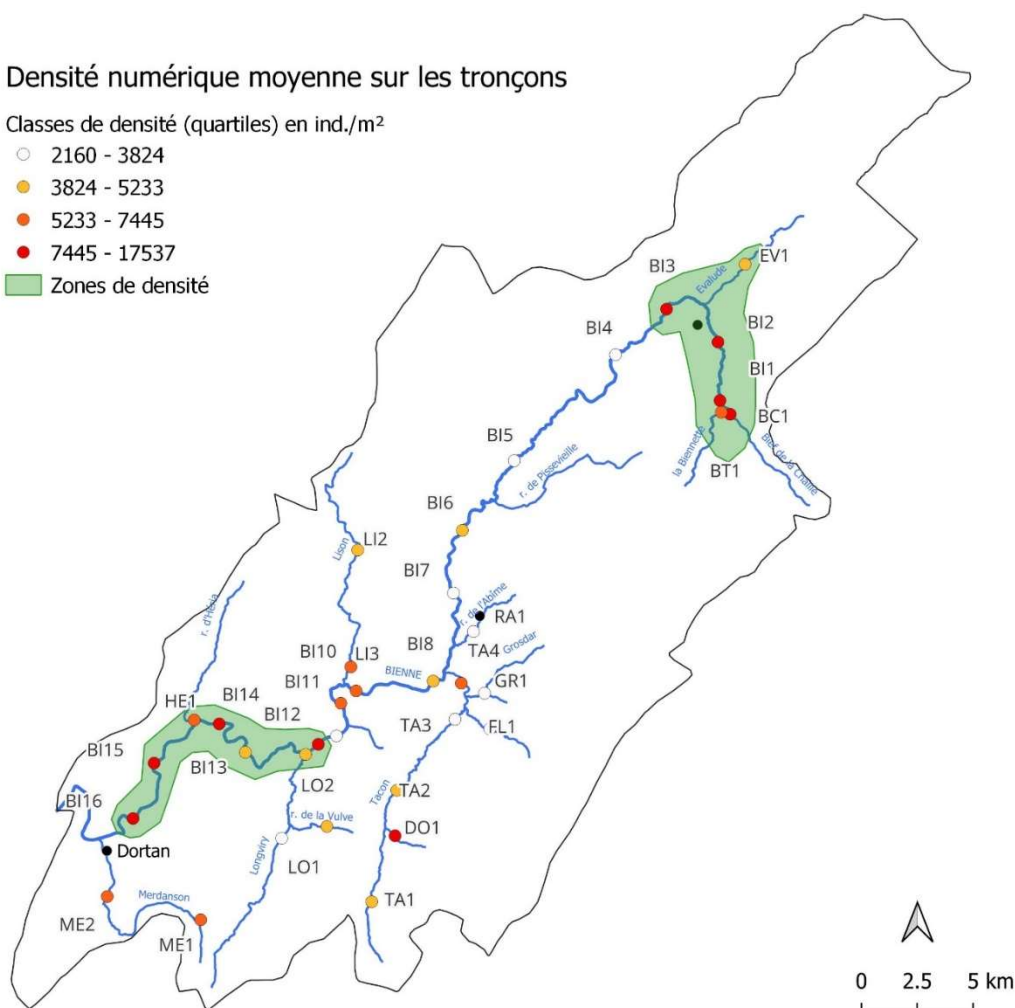 Densité numérique moyenne sur les tronçons
Classes de densité (quartiles) en ind./m²
2160 - 3824
3824 - 5233
5233 - 7445
7445 - 17537
Zones de densité
EV1
BI3
Evalude
BI2
BI4
BI1
BC1
la Biennette
Bief de la Chaille
BT1
BI5
r. de Pissevieille
BI6
LI2
Lison
BI7
r. de l'Abîme
RA1
r. d'Héria
BI8
TA4
Grosdar
BI10
LI3
BIENNE
GR1
BI11
HE1
BI14
BI12
TA3
FL1
BI15
BI13
LO2
BI16
Tacon
TA2
r. de la Vulve
DO1
Dortan
Longviry
LO1
Merdanson
TA1
ME2
ME1
0 2.5 5 km